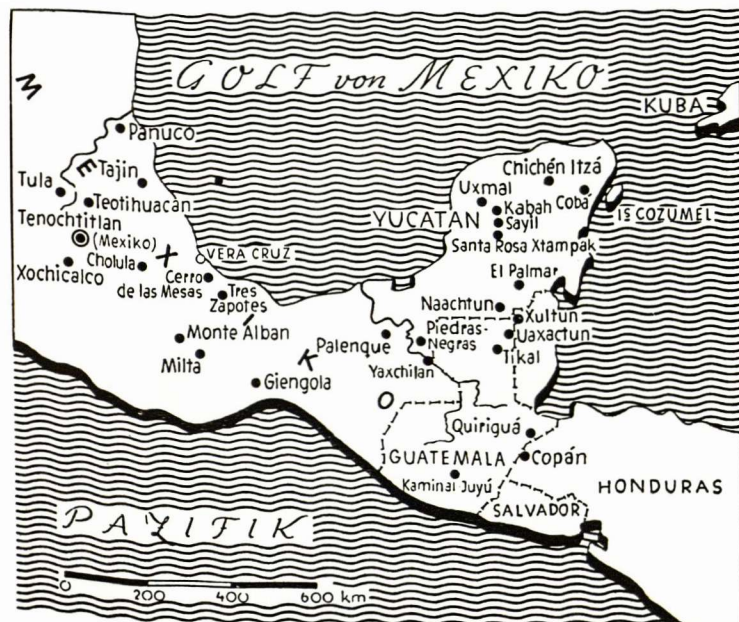 GOLF von MEXIKO
KUBA
MEXIKO
Panuco
Tajin
Tula
Teotihuacán
Tenochtitlan
(Mexiko)
Xochicalco
Cholula
VERA CRUZ
Cerro
de las Mesas
Tres
Zapotes
Monte Alban
Milta
Giengola
Chichén Itzá
Uxmal
Cobá
Kabah
YUCATAN
Sayil
IS COZUMEL
Santa Rosa Xtampak
El Palmar
Naachtun
Xultun
Palenque
Piedras-
Negras
Uaxactun
Yaxchilan
Tikal
Quiriguá
GUATEMALA
Copán
Kaminal Juyú
HONDURAS
SALVADOR
PAZIFIK
0 200 400 600 km